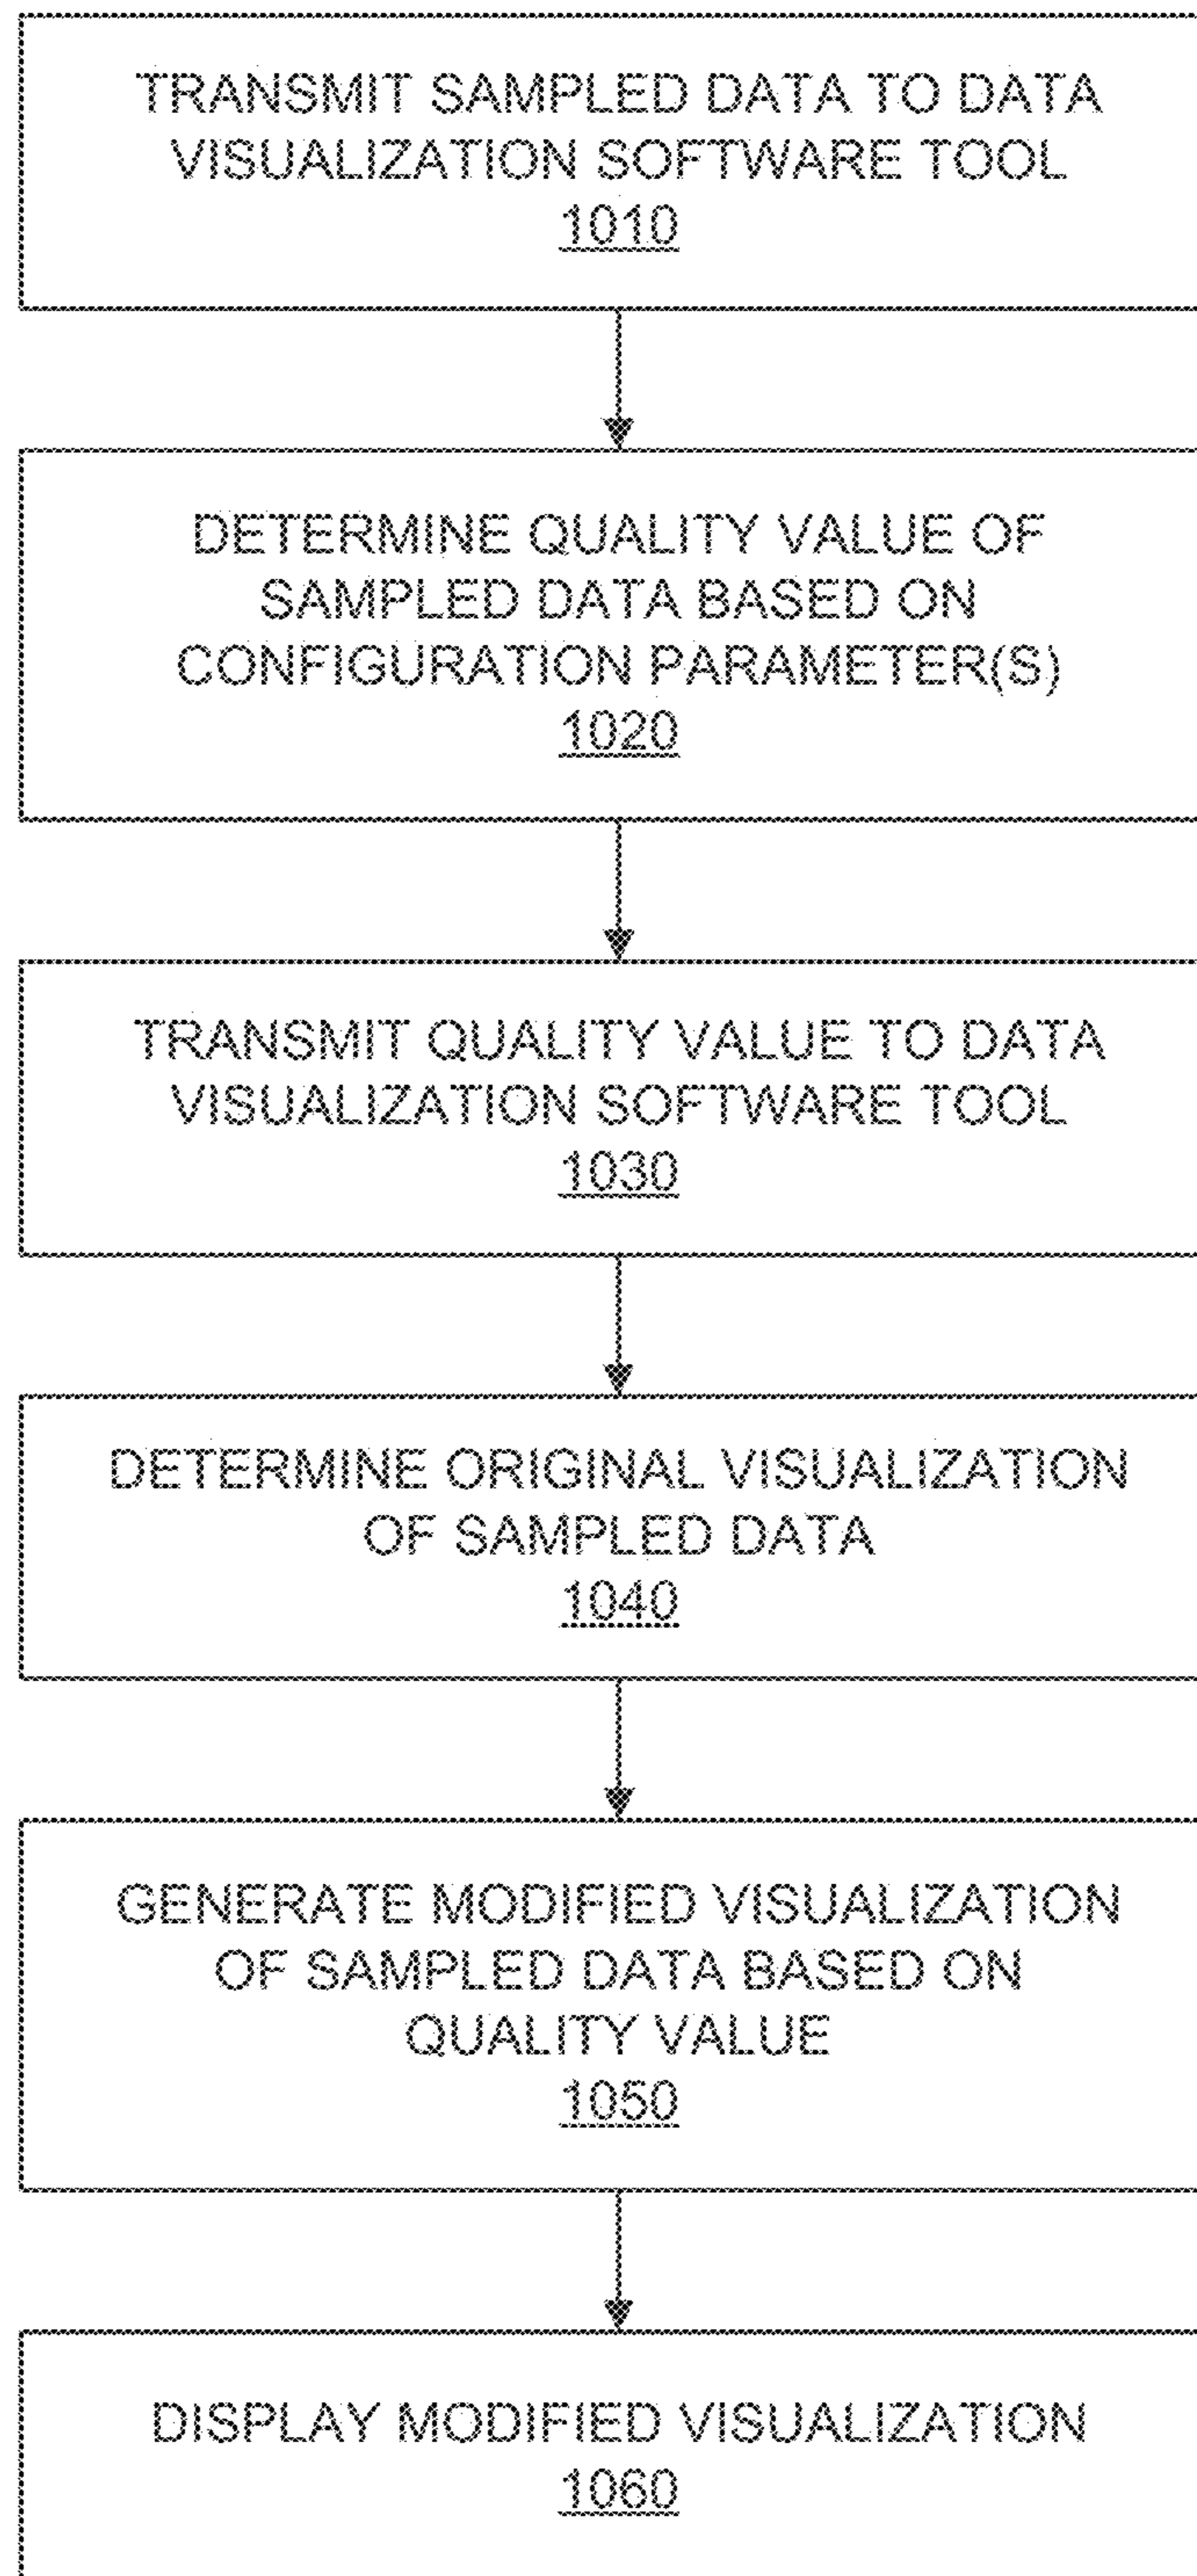 TRANSMIT SAMPLED DATA TO DATA
VISUALIZATION SOFTWARE TOOL
1010
DETERMINE QUALITY VALUE OF
SAMPLED DATA BASED ON
CONFIGURATION PARAMETER(S)
1020
TRANSMIT QUALITY VALUE TO DATA
VISUALIZATION SOFTWARE TOOL
1030
DETERMINE ORIGINAL VISUALIZATION
OF SAMPLED DATA
1040
GENERATE MODIFIED VISUALIZATION
OF SAMPLED DATA BASED ON
QUALITY VALUE
1050
DISPLAY MODIFIED VISUALIZATION
1060